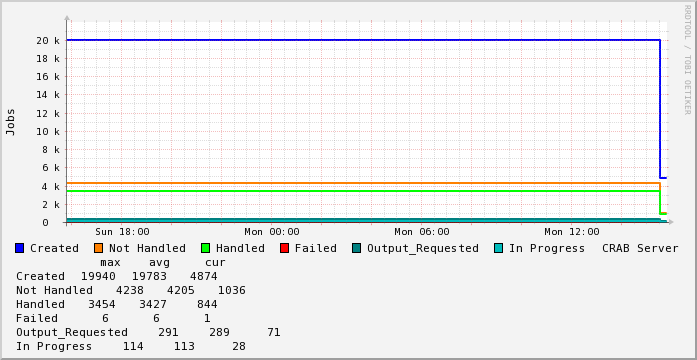 RRDTOOL / TOBI OETIKER
Jobs
20 k
18 k
16 k
14 k
12 k
10 k
8 k
6 k
4 k
2 k
0
Sun 18:00 Mon 00:00 Mon 06:00 Mon 12:00
Created Not Handled Handled Failed Output_Requested In Progress CRAB Server
max avg cur
Created 19940 19783 4874
Not Handled 4238 4205 1036
Handled 3454 3427 844
Failed 6 6 1
Output_Requested 291 289 71
In Progress 114 113 28